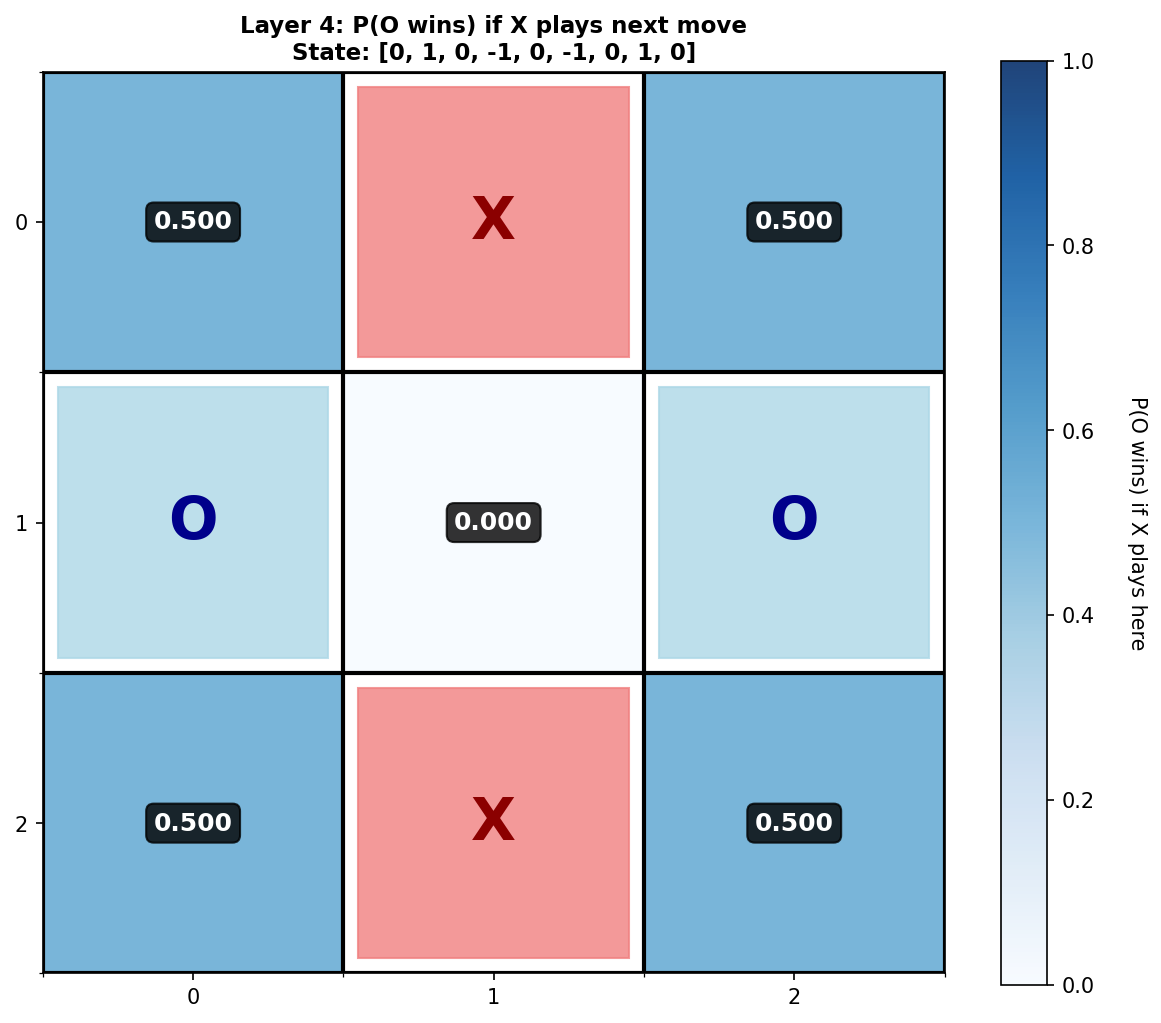 Layer 4: P(O wins) if X plays next move
State: [0, 1, 0, -1, 0, -1, 0, 1, 0]
0
0.500
X
0.500
1
O
0.000
O
2
0.500
X
0.500
0
1
2
1.0
0.8
0.6
0.4
0.2
0.0
P(O wins) if X plays here